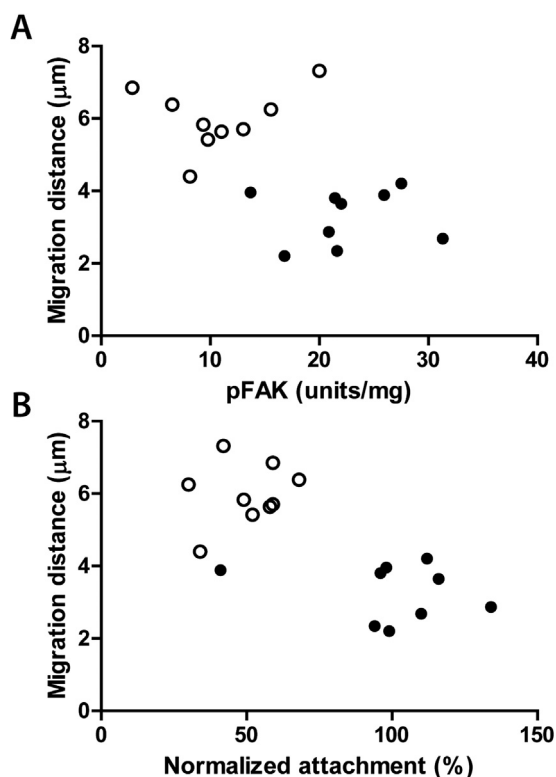 A
Migration distance (μm)
8
6
4
2
0
0 10 20 30 40
pFAK (units/mg)
B
Migration distance (μm)
8
6
4
2
0
0 50 100 150
Normalized attachment (%)